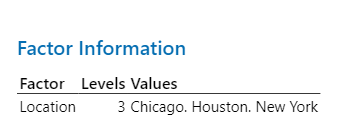 Factor Information
Factor Levels Values
Location 3 Chicago. Houston. New York